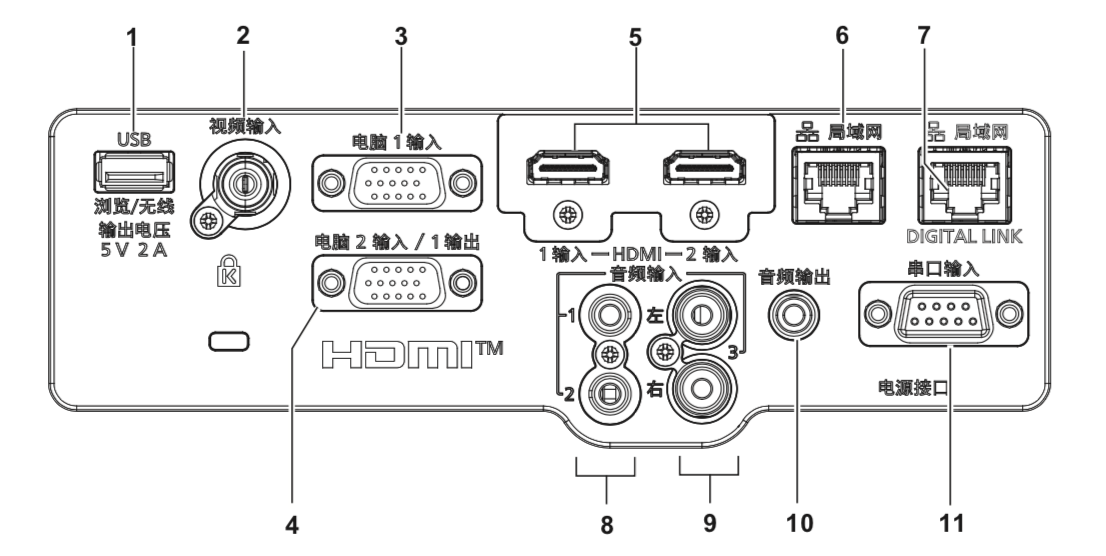 1 2 3 5 6 7
USB
视频输入
电脑 1 输入
局域网
局域网
浏览/无线
输出电压
5V 2A
K
电脑 2 输入 / 1 输出
1 输入 — HDMI — 2 输入
DIGITAL LINK
音频输入
音频输出
串口输入
1 左
3
2 右
HDMI™
电源接口
4 8 9 10 11